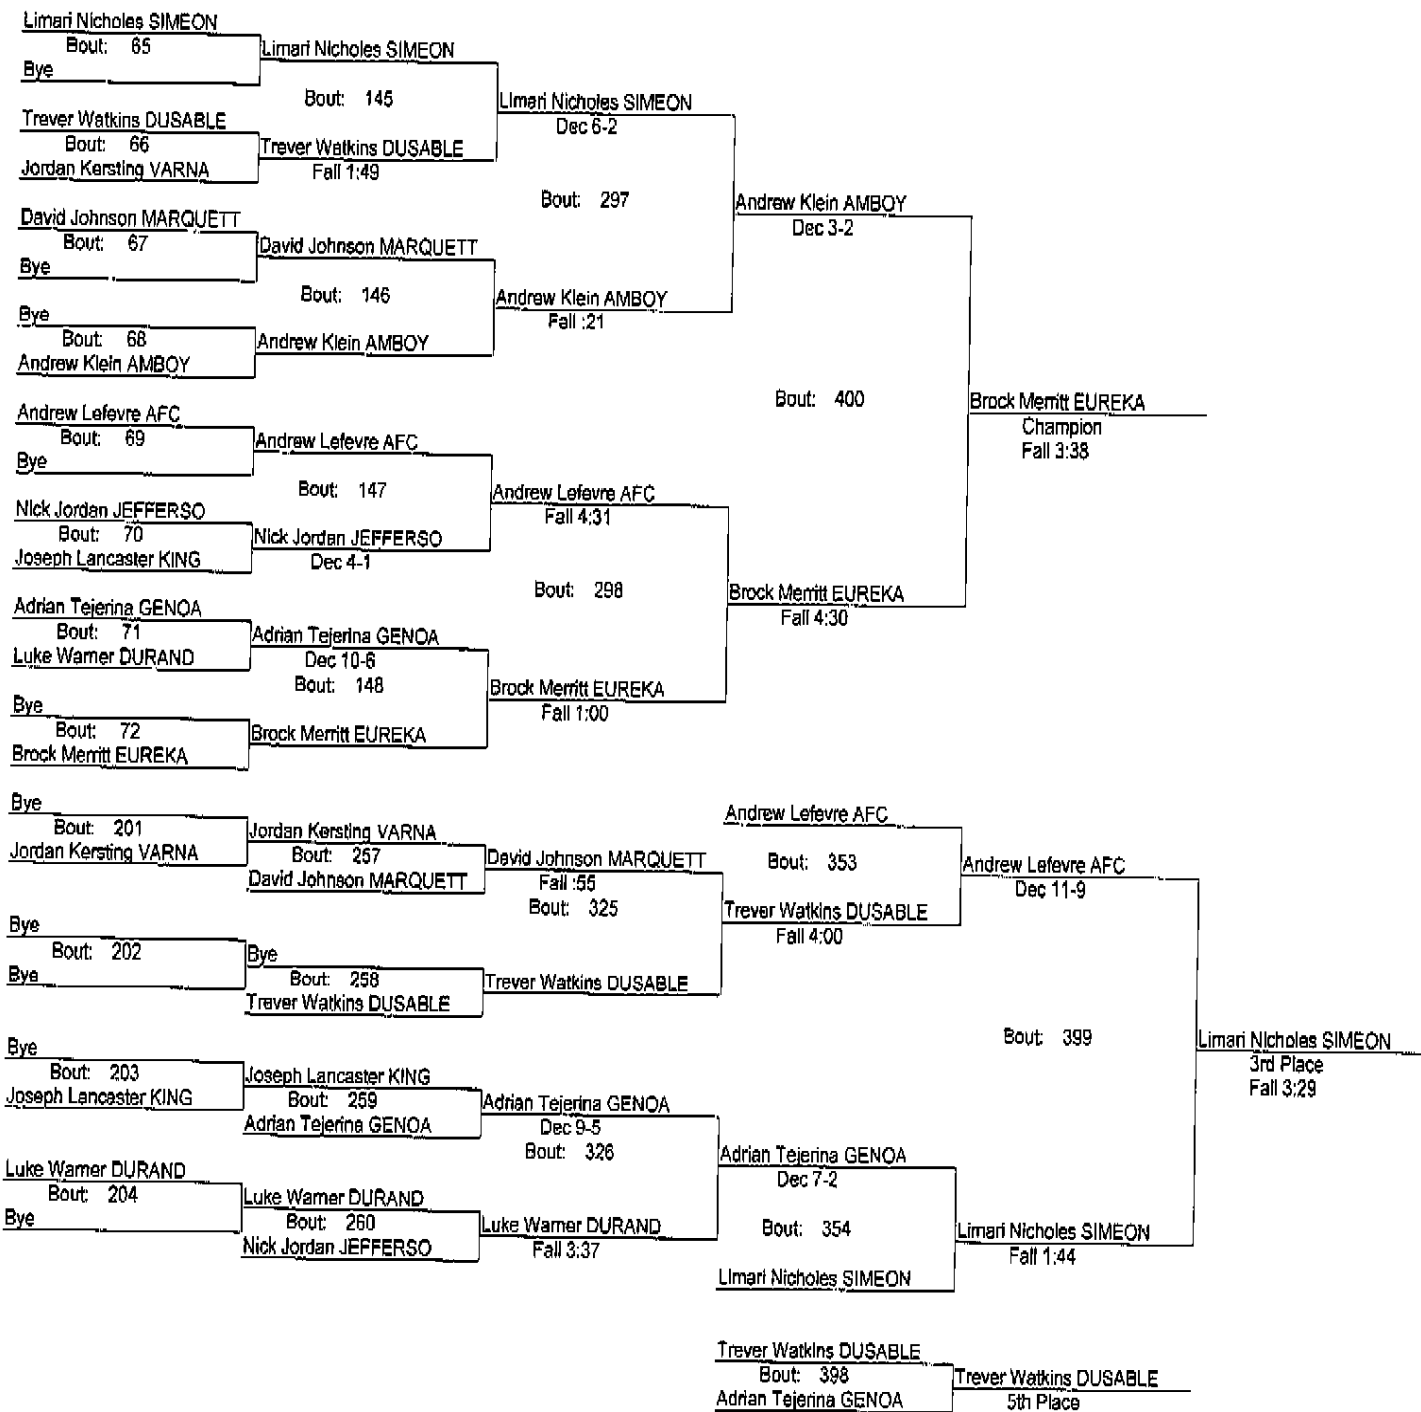 Limari Nicholes SIMEON
Bout: 65
Bye
Limari Nicholes SIMEON
Bout: 145
Trever Watkins DUSABLE
Bout: 66
Jordan Kersting VARNA
Trever Watkins DUSABLE
Fall 1:49
Limari Nicholes SIMEON
Dec 6-2
Bout: 297
David Johnson MARQUETT
Bout: 67
Bye
David Johnson MARQUETT
Bout: 146
Bye
Bout: 68
Andrew Klein AMBOY
Andrew Klein AMBOY
Andrew Klein AMBOY
Fall :21
Andrew Klein AMBOY
Dec 3-2
Bout: 400
Andrew Lefevre AFC
Bout: 69
Bye
Andrew Lefevre AFC
Bout: 147
Nick Jordan JEFFERSO
Bout: 70
Joseph Lancaster KING
Nick Jordan JEFFERSO
Dec 4-1
Andrew Lefevre AFC
Fall 4:31
Bout: 298
Adrian Tejerina GENOA
Bout: 71
Luke Warner DURAND
Adrian Tejerina GENOA
Dec 10-6
Bout: 148
Bye
Bout: 72
Brock Merritt EUREKA
Brock Merritt EUREKA
Brock Merritt EUREKA
Fall 1:00
Brock Merritt EUREKA
Fall 4:30
Brock Merritt EUREKA
Champion
Fall 3:38
Bye
Bout: 201
Jordan Kersting VARNA
Jordan Kersting VARNA
Bout: 257
David Johnson MARQUETT
David Johnson MARQUETT
Fall :55
Bout: 325
Bye
Bout: 202
Bye
Bye
Bout: 258
Trever Watkins DUSABLE
Trever Watkins DUSABLE
Andrew Lefevre AFC
Bout: 353
Trever Watkins DUSABLE
Fall 4:00
Andrew Lefevre AFC
Dec 11-9
Bout: 399
Bye
Bout: 203
Joseph Lancaster KING
Joseph Lancaster KING
Bout: 259
Adrian Tejerina GENOA
Adrian Tejerina GENOA
Dec 9-5
Bout: 326
Luke Warner DURAND
Bout: 204
Bye
Luke Warner DURAND
Bout: 260
Nick Jordan JEFFERSO
Luke Warner DURAND
Fall 3:37
Adrian Tejerina GENOA
Dec 7-2
Bout: 354
Limari Nicholes SIMEON
Limari Nicholes SIMEON
Fall 1:44
Limari Nicholes SIMEON
3rd Place
Fall 3:29
Trever Watkins DUSABLE
Bout: 398
Adrian Tejerina GENOA
Trever Watkins DUSABLE
5th Place